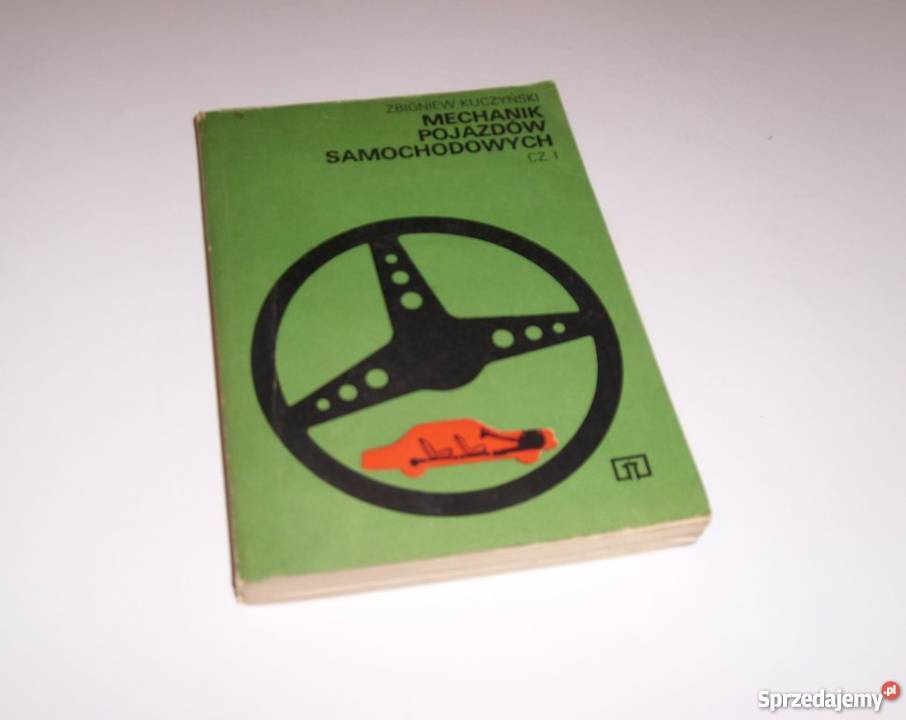 ZBIGNIEW KUCZYŃSKI
MECHANIK
POJAZDÓW
SAMOCHODOWYCH
CZ. I
Sprzedajemy.pl